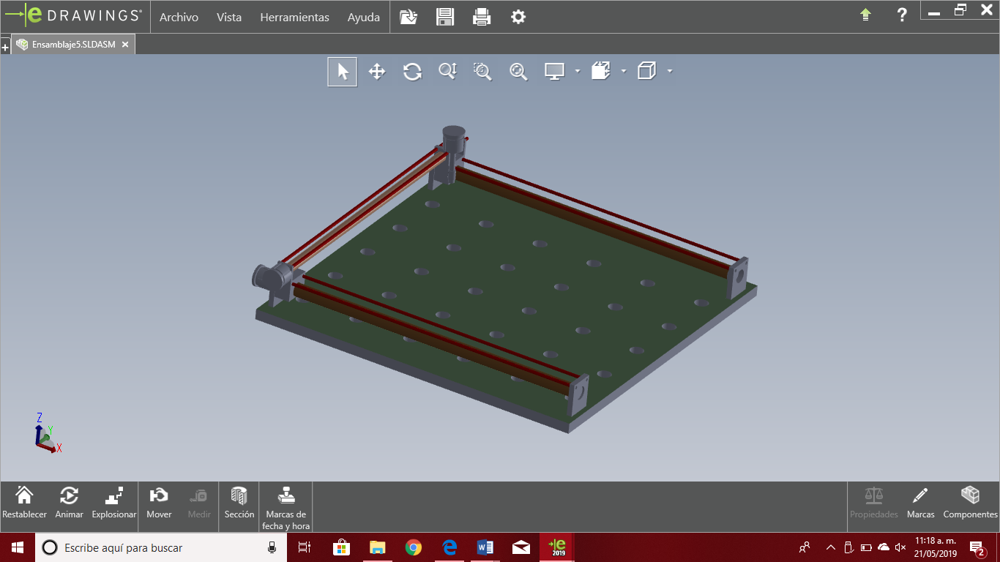 e DRAWINGS®
Archivo Vista Herramientas Ayuda ?
+ Ensamblaje5.SLDASM ×
Z
Y
X
Restablecer Animar Explosionar Mover Medir Sección Marcas de fecha y hora Propiedades Marcas Componentes
Escribe aquí para buscar
e
2019
11:18 a. m.
21/05/2019
2